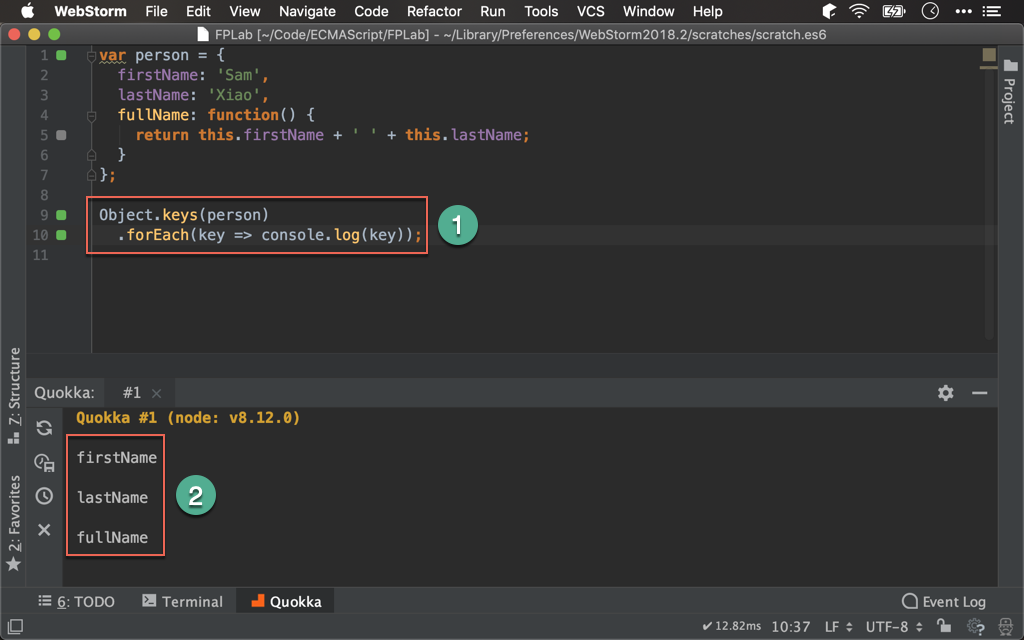 WebStorm File Edit View Navigate Code Refactor Run Tools VCS Window Help
FPLab [~/Code/ECMAScript/FPLab] - ~/Library/Preferences/WebStorm2018.2/scratches/scratch.es6
1 var person = {
2 firstName: 'Sam',
3 lastName: 'Xiao',
4 fullName: function() {
5 return this.firstName + ' ' + this.lastName;
6 }
7 };
8
9 Object.keys(person)
10 .forEach(key => console.log(key));
11
1
Project
Z: Structure
2: Favorites
Quokka: #1
Quokka #1 (node: v8.12.0)
firstName
lastName
fullName
2
6: TODO Terminal Quokka Event Log
12.82ms 10:37 LF UTF-8